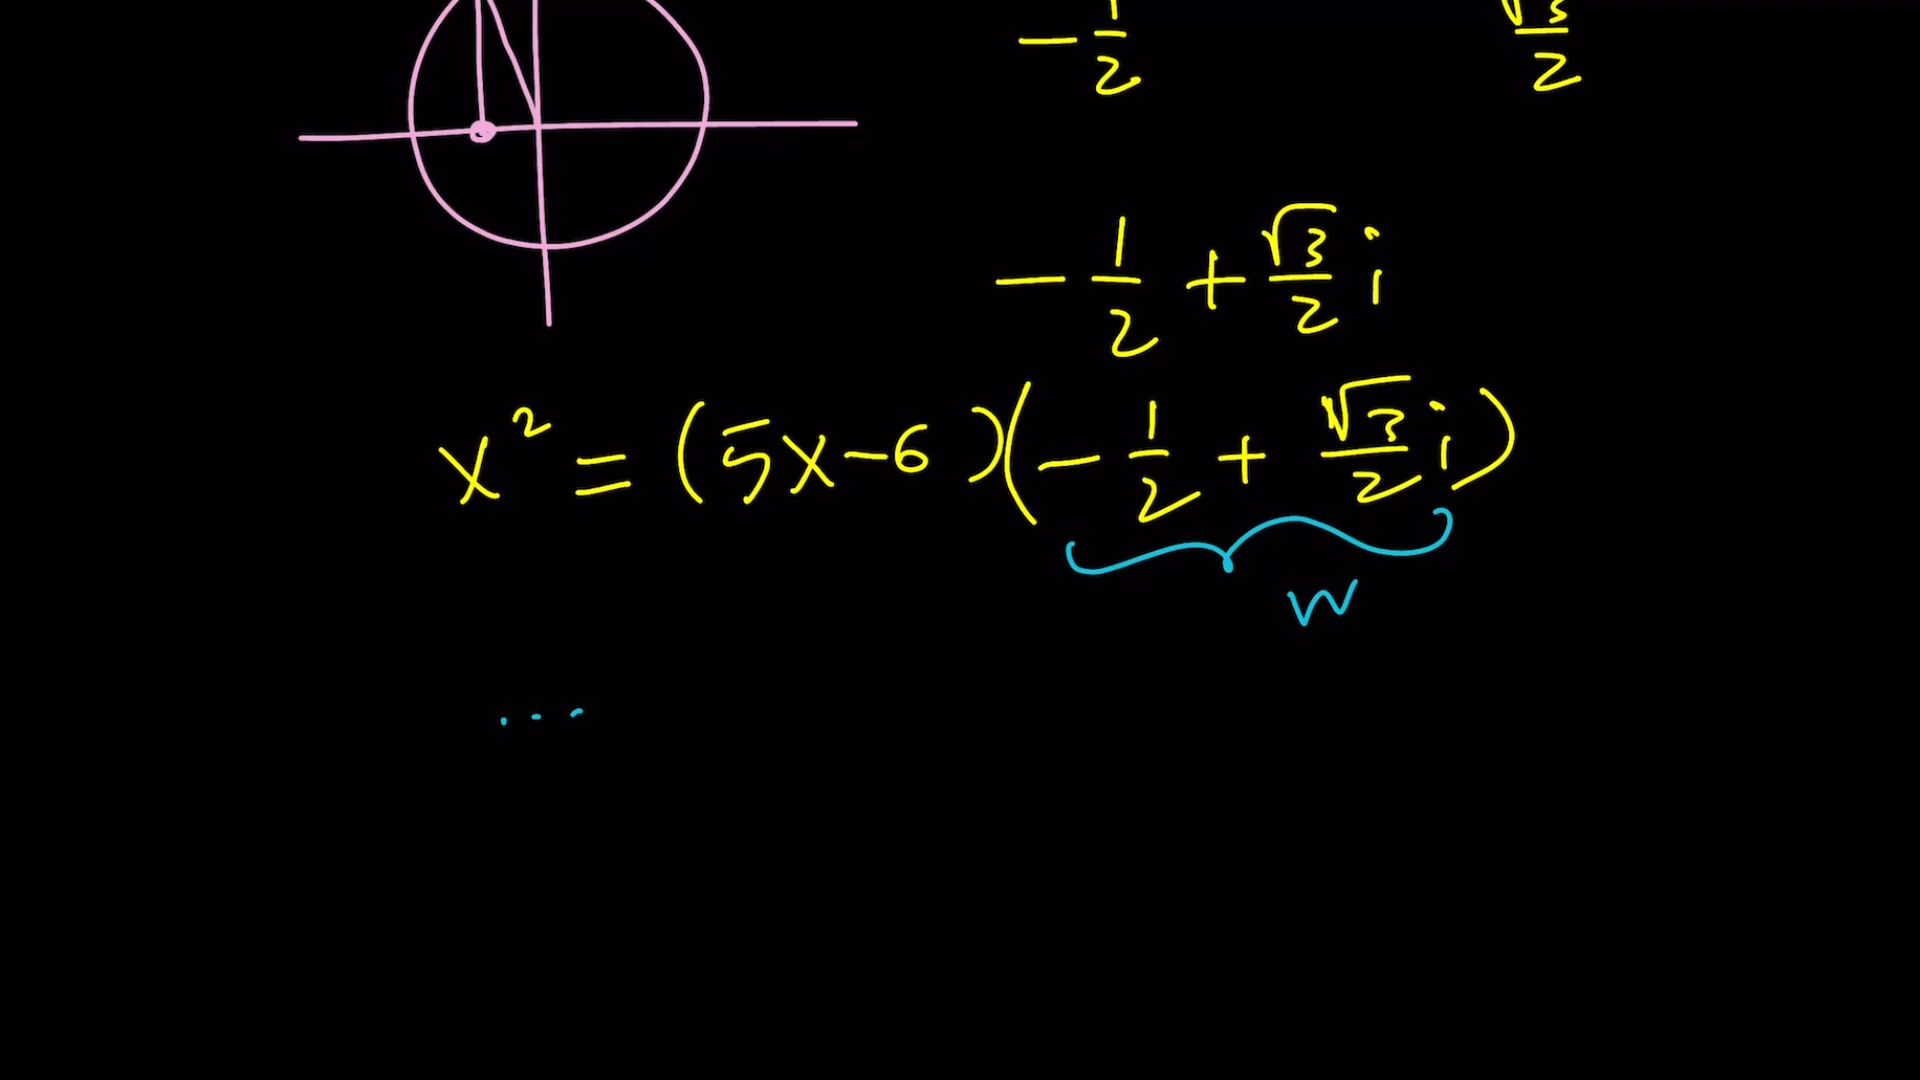 -1/2 √3/2
-1/2 + √3/2 i
x² = (5x-6)(-1/2 + √3/2 i)
w
...